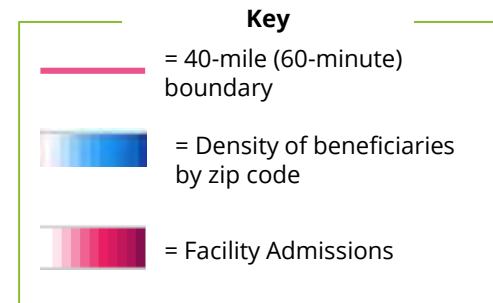 Key
= 40-mile (60-minute)
boundary
= Density of beneficiaries
by zip code
= Facility Admissions